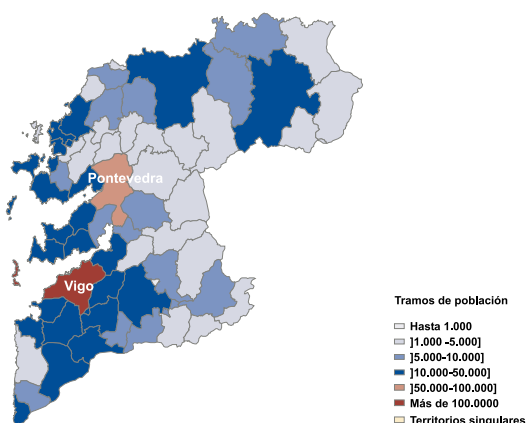 Pontevedra
Vigo
Tramos de población
Hasta 1.000
]1.000 -5.000]
]5.000-10.000]
]10.000-50.000]
]50.000-100.000]
Más de 100.0000
Territorios singulares